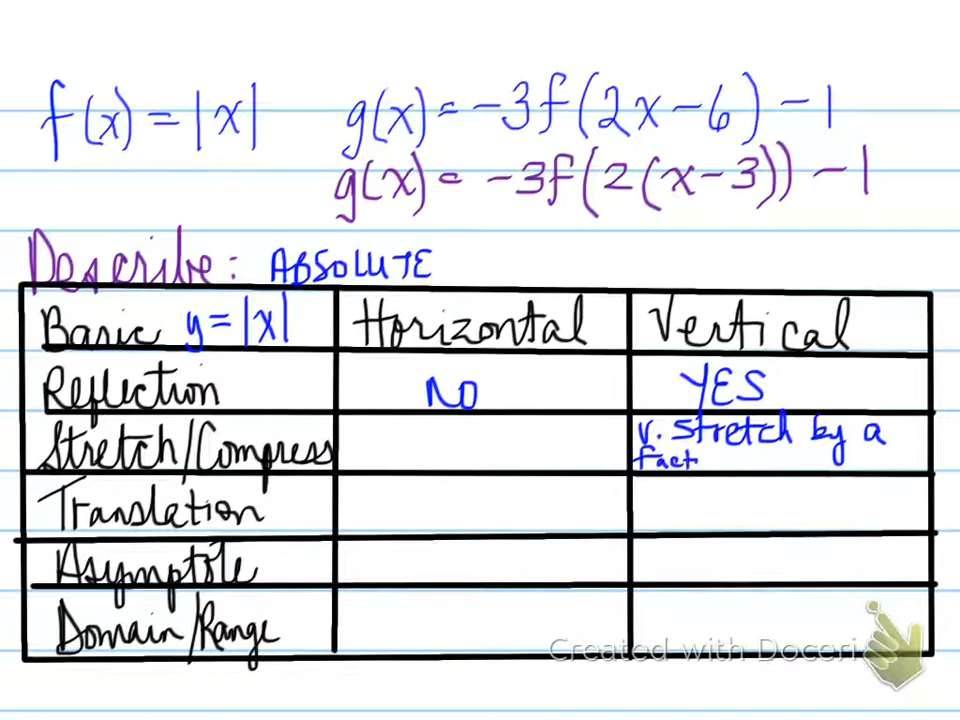 f(x) = |x| g(x) = -3f(2x-6) -1
g(x) = -3f(2(x-3)) -1
Describe: ABSOLUTE
Basic y=|x| Horizontal Vertical
Reflection NO YES
Stretch/Compress v. stretch by a fact
Translation
Asymptote
Domain/Range
Created with Doceri